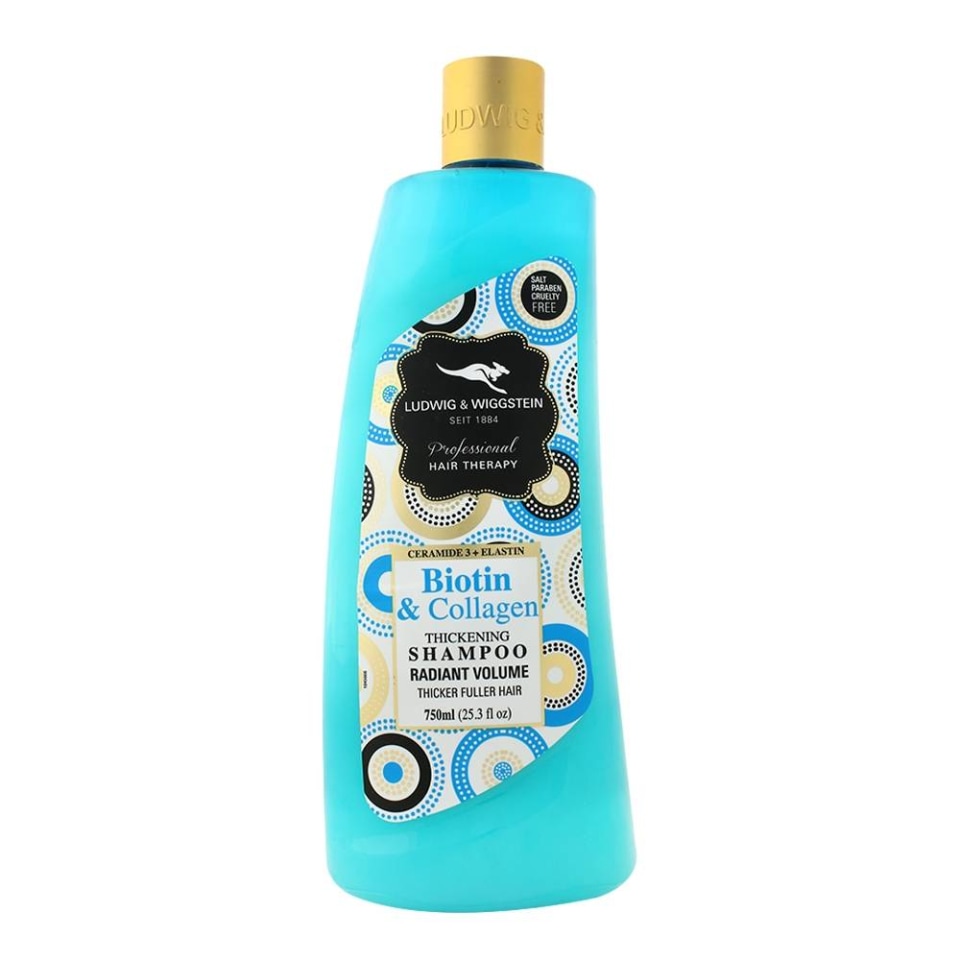 LUDWIG &
SALT
PARABEN
CRUELTY
FREE
LUDWIG & WIGGSTEIN
SEIT 1884
Professional
HAIR THERAPY
CERAMIDE 3 + ELASTIN
Biotin
& Collagen
THICKENING
SHAMPOO
RADIANT VOLUME
THICKER FULLER HAIR
750ml (25.3 fl oz)